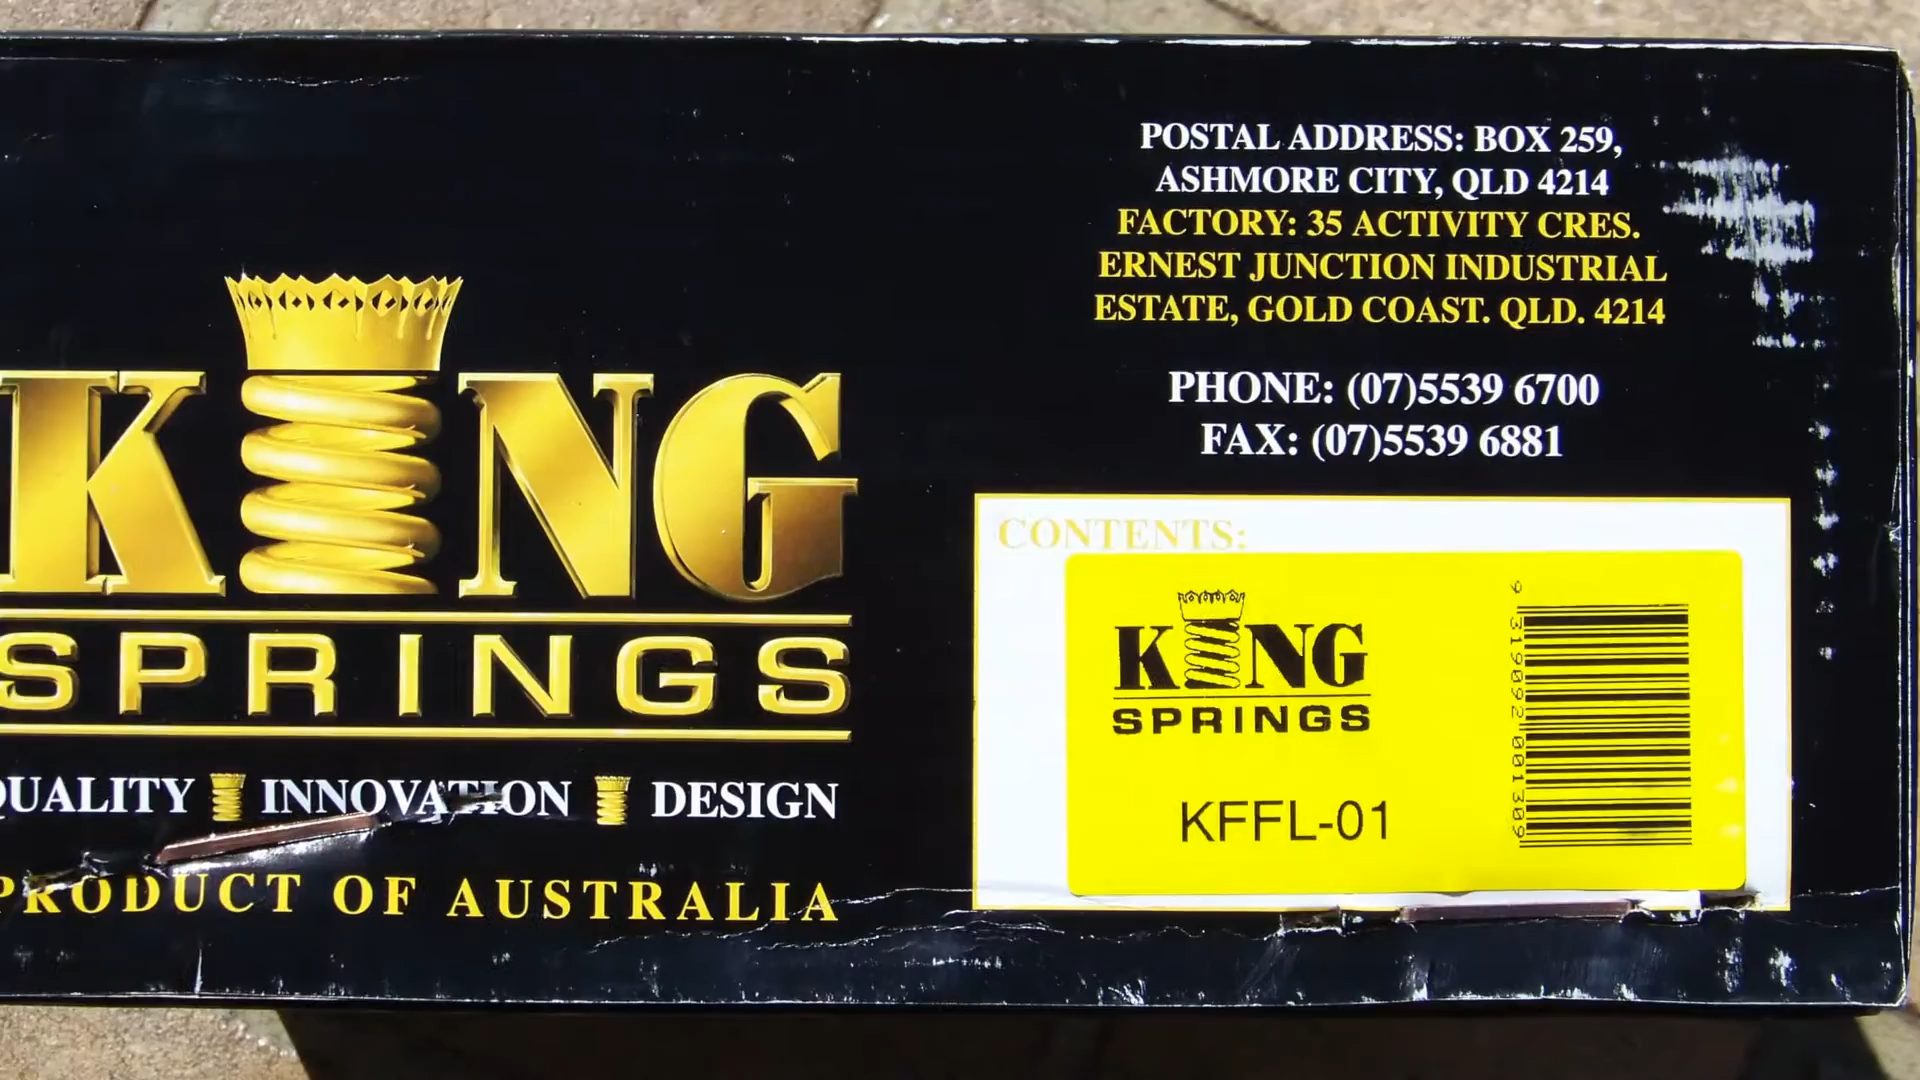 KING
SPRINGS
QUALITY INNOVATION DESIGN
PRODUCT OF AUSTRALIA
POSTAL ADDRESS: BOX 259,
ASHMORE CITY, QLD 4214
FACTORY: 35 ACTIVITY CRES.
ERNEST JUNCTION INDUSTRIAL
ESTATE, GOLD COAST. QLD. 4214
PHONE: (07)5539 6700
FAX: (07)5539 6881
CONTENTS:
KING
SPRINGS
KFFL-01
9 319092 001309